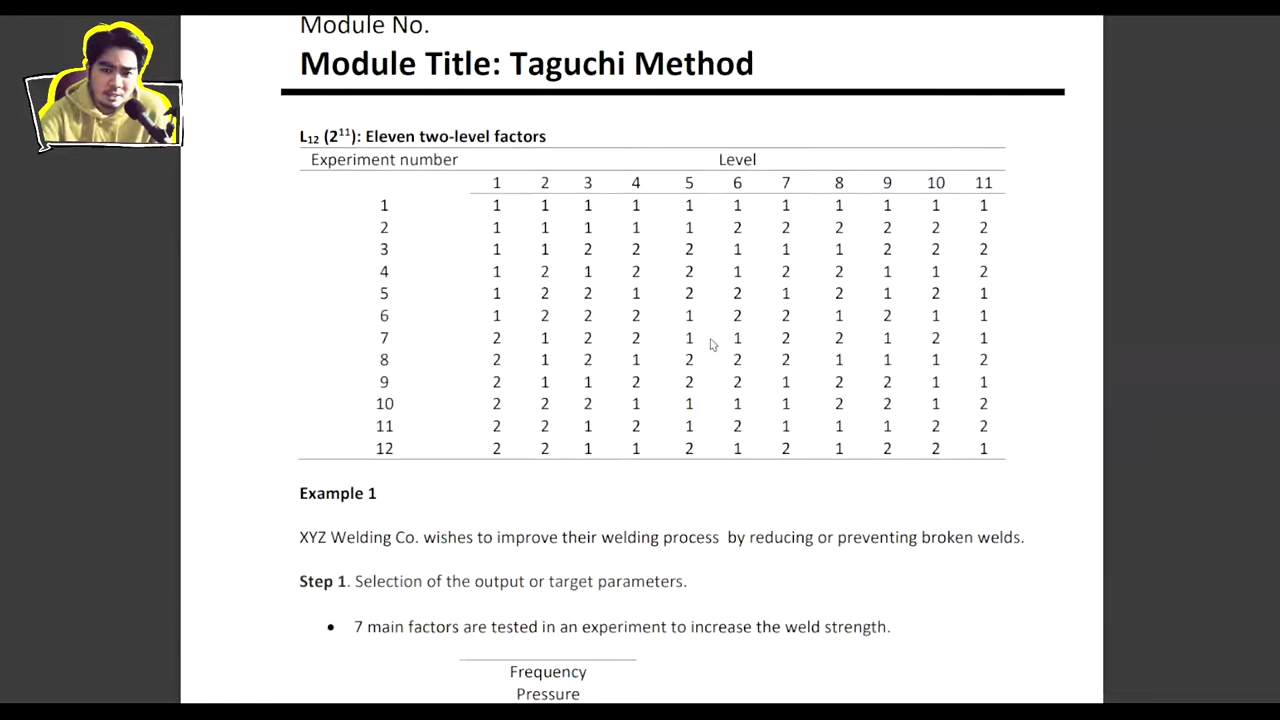 Module No.
Module Title: Taguchi Method
L12 (2^11): Eleven two-level factors
Experiment number Level
1 2 3 4 5 6 7 8 9 10 11
1 1 1 1 1 1 1 1 1 1 1 1
2 1 1 1 1 1 2 2 2 2 2 2
3 1 1 2 2 2 1 1 1 2 2 2
4 1 2 1 2 2 1 2 2 1 1 2
5 1 2 2 1 2 2 1 2 1 2 1
6 1 2 2 2 1 2 2 1 2 1 1
7 2 1 2 2 1 1 2 2 1 2 1
8 2 1 2 1 2 2 2 1 1 1 2
9 2 1 1 2 2 2 1 2 2 1 1
10 2 2 2 1 1 1 1 2 2 1 2
11 2 2 1 2 1 2 1 1 1 2 2
12 2 2 1 1 2 1 2 1 2 2 1
Example 1
XYZ Welding Co. wishes to improve their welding process by reducing or preventing broken welds.
Step 1. Selection of the output or target parameters.
• 7 main factors are tested in an experiment to increase the weld strength.
Frequency
Pressure